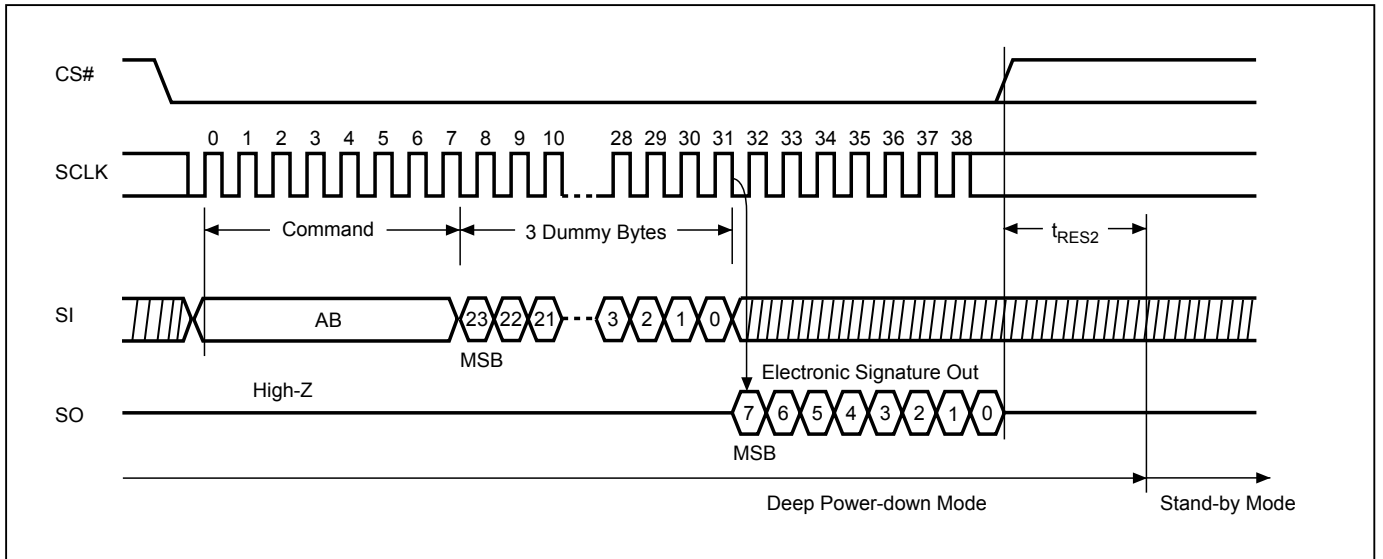 CS#
0 1 2 3 4 5 6 7 8 9 10 28 29 30 31 32 33 34 35 36 37 38
SCLK
Command 3 Dummy Bytes tRES2
SI AB 23 22 21 3 2 1 0
MSB
Electronic Signature Out
High-Z
SO 7 6 5 4 3 2 1 0
MSB
Deep Power-down Mode Stand-by Mode